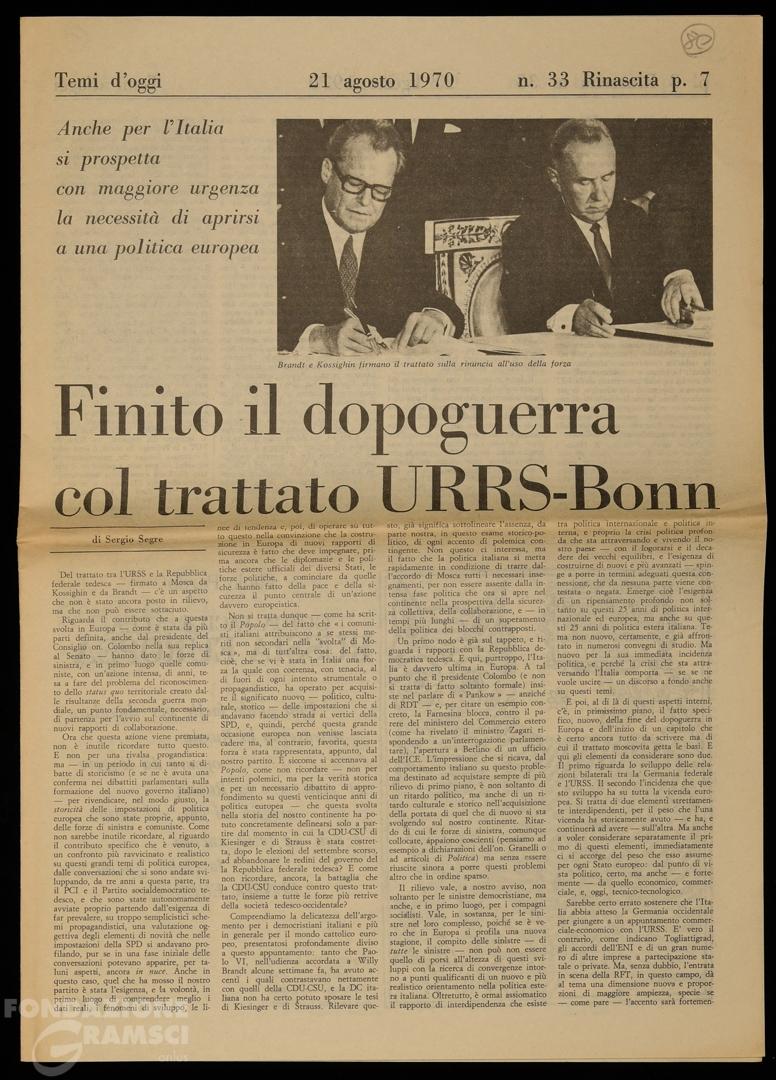 80
Temi d'oggi 21 agosto 1970 n. 33 Rinascita p. 7
Anche per l'Italia
si prospetta
con maggiore urgenza
la necessità di aprirsi
a una politica europea
Brandt e Kossighin firmano il trattato sulla rinuncia all'uso della forza
Finito il dopoguerra
col trattato URRS-Bonn
di Sergio Segre
Del trattato tra l'URSS e la Repubblica
federale tedesca — firmato a Mosca da
Kossighin e da Brandt — c'è un aspetto
che non è stato ancora posto in rilievo,
ma che non può essere sottaciuto.
Riguarda il contributo che a questa
svolta in Europa — come è stata da più
parti definita, anche dal presidente del
Consiglio on. Colombo nella sua replica
al Senato — hanno dato le forze di
sinistra, e in primo luogo quelle comu-
niste, con un'azione intensa, di anni, te-
sa a fare del problema del riconoscimen-
to dello status quo territoriale creato dal-
le risultanze della seconda guerra mon-
diale, un punto fondamentale, necessario,
di partenza per l'avvio sul continente di
nuovi rapporti di collaborazione.
Ora che questa azione viene premiata,
non è inutile ricordare tutto questo.
E non per una rivalsa propagandistica:
ma — in un periodo in cui tanto si di-
batte di storicismo (e se ne è avuta una
conferma nei dibattiti parlamentari sulla
formazione del nuovo governo italiano)
— per rivendicare, nel modo giusto, la
storicità delle impostazioni di politica
europea che sono state proprie, appunto,
delle forze di sinistra e comuniste. Come
non sarebbe inutile ricordare, al riguardo
il contributo specifico che è venuto, a
un confronto più ravvicinato e realistico
su questi grandi temi di politica europea,
dalle conversazioni che si sono andate svi-
luppando, da tre anni a questa parte, tra
il PCI e il Partito socialdemocratico te-
desco, e che sono state autonomamente
avviate proprio partendo dall'esigenza di
far prevalere, su troppo semplicistici sche-
mi propagandistici, una valutazione og-
gettiva degli elementi di novità che nelle
impostazioni della SPD si andavano pro-
filando, pur se in una fase iniziale delle
conversazioni potevano apparire, per ta-
luni aspetti, ancora in nuce. Anche in
questo caso, quel che ha mosso il nostro
partito è stata l'esigenza, e la volontà, in
primo luogo di comprendere meglio i
dati reali, i fenomeni di sviluppo, le li-
nee di tendenza e, poi, di operare su tut-
to questo nella convinzione che la costru-
zione in Europa di nuovi rapporti di
sicurezza è fatto che deve impegnare, pri-
ma ancora che le diplomazie e le poli-
tiche estere ufficiali dei diversi Stati, le
forze politiche, a cominciare da quelle
che hanno fatto della pace e della si-
curezza il punto centrale di un'azione
davvero europeistica.
Non si tratta dunque — come ha scrit-
to il Popolo — del fatto che « i comuni-
sti italiani attribuiscono a se stessi me-
riti non secondari nella "svolta" di Mo-
sca », ma di tutt'altra cosa: del fatto,
cioè, che se vi è stata in Italia una for-
za la quale con coerenza, con tenacia, al
di fuori di ogni intento strumentale o
propagandistico, ha operato per acquisi-
re il significato nuovo — politico, cultu-
rale, storico — delle impostazioni che si
andavano facendo strada ai vertici della
SPD, e, quindi, perché questa grande
occasione europea non venisse lasciata
cadere ma, al contrario, favorita, questa
forza è stata rappresentata, appunto, dal
nostro partito. E siccome si accennava al
Popolo, come non ricordare — non per
intenti polemici, ma per la verità storica
e per un necessario dibattito di appro-
fondimento su questi venticinque anni di
politica europea — che questa svolta
nella storia del nostro continente ha po-
tuto concretamente delinearsi solo a par-
tire dal momento in cui la CDU-CSU di
Kiesinger e di Strauss è stata costret-
ta, dopo le elezioni del settembre scorso,
ad abbandonare le redini del governo del
la Repubblica federale tedesca? E come
non ricordare, ancora, la battaglia che
la CDU-CSU conduce contro questo trat-
tato, insieme a tutte le forze più retrive
della società tedesco-occidentale?
Comprendiamo la delicatezza dell'argo-
mento per i democristiani italiani e più
in generale per il mondo cattolico euro-
peo, presentatosi profondamente diviso
a questo appuntamento: tanto che Pao-
lo VI, nell'udienza accordata a Willy
Brandt alcune settimane fa, ha avuto ac-
centi i quali contrastavano nettamente
con quelli della CDU-CSU, e la DC ita-
liana non ha certo potuto sposare le tesi
di Kiesinger e di Strauss. Rilevare que-
sto, già significa sottolineare l'assenza, da
parte nostra, in questo esame storico-po-
litico, di ogni accento di polemica con-
tingente. Non questo ci interessa, ma
il fatto che la politica italiana si metta
rapidamente in condizione di trarre dal-
l'accordo di Mosca tutti i necessari inse-
gnamenti, per non essere assente da in-
tensa fase politica che ora si apre nel
continente nella prospettiva della sicurez-
za collettiva, della collaborazione, e — in
tempi più lunghi — di un superamento
della politica dei blocchi contrapposti.
Un primo nodo è già sul tappeto, e ri-
guarda i rapporti con la Repubblica de-
mocratica tedesca. E qui, purtroppo, l'Ita-
lia è davvero ultima in Europa. A tal
punto che il presidente Colombo (e non
si tratta di fatto soltanto formale) insi-
ste nel parlare di « Pankow » — anziché
di RDT — e, per citare un esempio con-
creto, la Farnesina blocca, contro il pa-
rere del ministero del Commercio estero
(come ha rivelato il ministro Zagari ri-
spondendo a un'interrogazione parlamen-
tare), l'apertura a Berlino di un ufficio
dell'ICE. L'impressione che si ricava, dal
comportamento italiano su questo proble-
ma destinato ad acquistare sempre di più
rilievo di primo piano, è non soltanto di
un ritardo politico, ma anche di un ri-
tardo culturale e storico nell'acquisizione
della portata di quel che di nuovo si sta
svolgendo sul nostro continente. Ritar-
do di cui le forze di sinistra, comunque
collocate, appaiono coscienti (pensiamo ad
esempio a dichiarazioni dell'on. Granelli o
ad articoli di Politica) ma senza essere
riuscite sinora a porre questi problemi
altro che in ordine sparso.
Il rilievo vale, a nostro avviso, non
soltanto per le sinistre democristiane, ma
anche, e in primo luogo, per i compagni
socialisti. Vale, in sostanza, per le sini-
stre nel loro complesso, poiché se è ve-
ro che in Europa si profila una nuova
stagione, il compito delle sinistre — di
tutte le sinistre — non può non essere
quello di porsi all'altezza di questi svi-
luppi con la ricerca di convergenze intor-
no a punti qualificanti di un nuovo e più
realistico orientamento nella politica este-
ra italiana. Oltretutto, è ormai assiomatico
il rapporto di interdipendenza che esiste
tra politica internazionale e politica in-
terna, e proprio la crisi politica profon-
da che sta attraversando e vivendo il no-
stro paese — con il logorarsi e il deca-
dere dei vecchi equilibri, e l'esigenza di
costruirne di nuovi e più avanzati — spin-
ge a porre in termini adeguati questa con-
nessione, che da nessuna parte viene con-
testata o negata. Emerge cioè l'esigenza
di un ripensamento profondo non sol-
tanto su questi 25 anni di politica inter-
nazionale ed europea, ma anche su que-
sti 25 anni di politica estera italiana. Te-
ma non nuovo, certamente, e già affron-
tato in numerosi convegni di studio. Ma
nuovo per la sua immediata incidenza
politica, e perché la crisi che sta attra-
versando l'Italia comporta — se se ne
vuole uscire — un discorso a fondo anche
su questi temi.
E poi, al di là di questi aspetti interni,
c'è, in primissimo piano, il fatto speci-
fico, nuovo, della fine del dopoguerra in
Europa e dell'inizio di un capitolo che
è certo ancora tutto da scrivere ma di
cui il trattato moscovita getta le basi. E
qui gli elementi da considerare sono due.
Il primo riguarda lo sviluppo delle rela-
zioni bilaterali tra la Germania federale
e l'URSS. Il secondo l'incidenza che que-
sto sviluppo ha su tutta la vicenda euro-
pea. Si tratta di due elementi strettamen-
te interdipendenti, per il peso che l'una
vicenda ha storicamente avuto — e ha, e
continuerà ad avere — sull'altra. Ma anche
a voler considerare separatamente il pri-
mo di questi elementi, immediatamente
ci si accorge del peso che esso assume
per ogni Stato europeo: dal punto di vi-
sta politico, certo, ma anche — e forte-
mente — da quello economico, commer-
ciale, e, oggi, tecnico-tecnologico.
Sarebbe certo errato sostenere che l'Ita-
lia abbia atteso la Germania occidentale
per giungere a un appuntamento commer-
ciale-economico con l'URSS. E' vero il
contrario, come indicano Togliattigrad,
gli accordi dell'ENI e di un gran nume-
ro di altre imprese a partecipazione sta-
tale o private. Ma, senza dubbio, l'entrata
in scena della RFT, in questo campo, dà
al tema una dimensione nuova e propor-
zioni di maggiore ampiezza, specie se
— come pare — l'accento sarà fortemen-
FONDAZIONE
GRAMSCI
onlus